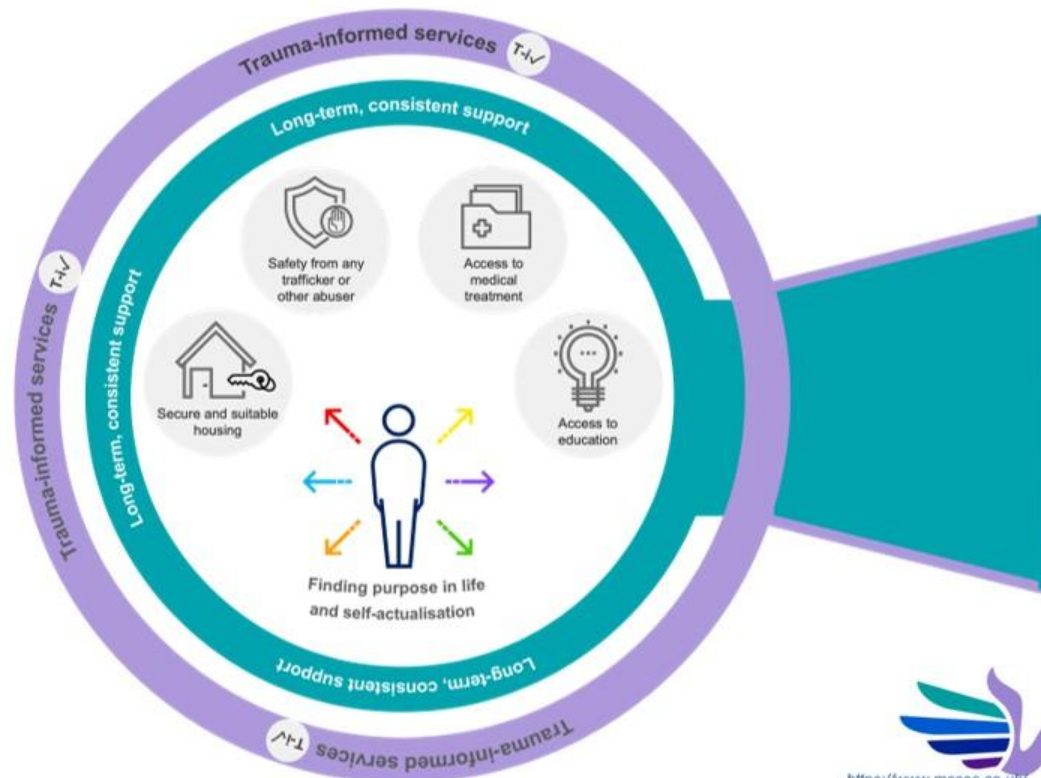 Trauma-informed services T-i✓
Long-term, consistent support
Safety from any
trafficker or
other abuser
Access to
medical
treatment
Trauma-informed services T-i✓
Long-term, consistent support
Secure and suitable
housing
Access to
education
Finding purpose in life
and self-actualisation
Long-term, consistent support
Trauma-informed services T-i✓